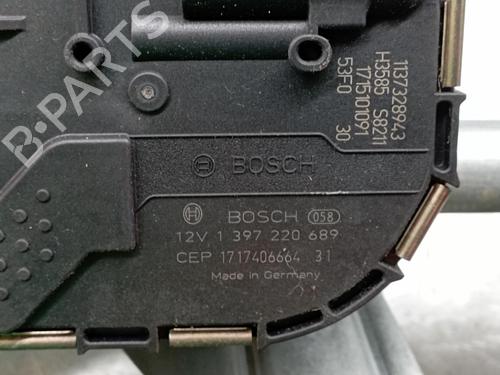 B-PARTS
1137328943
H3585 S8211
1715101091
53F0 30
BOSCH
BOSCH 058
12V 1 397 220 689
CEP 1717406664 31
Made in Germany